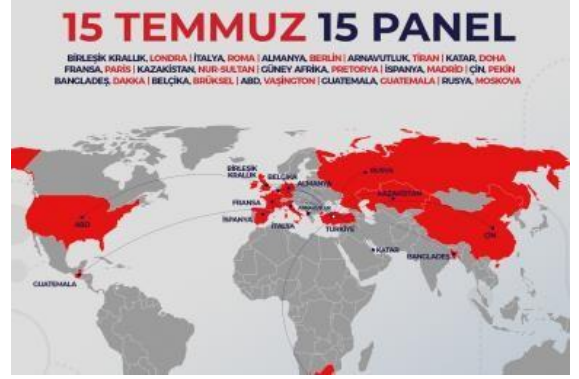 15 TEMMUZ 15 PANEL
BİRLEŞİK KRALLIK, LONDRA | İTALYA, ROMA | ALMANYA, BERLİN | ARNAVUTLUK, TİRAN | KATAR, DOHA
FRANSA, PARİS | KAZAKİSTAN, NUR-SULTAN | GÜNEY AFRİKA, PRETORYA | İSPANYA, MADRİD | ÇİN, PEKİN
BANGLADEŞ, DAKKA | BELÇİKA, BRÜKSEL | ABD, VAŞİNGTON | GUATEMALA, GUATEMALA | RUSYA, MOSKOVA
BİRLEŞİK
KRALLIK
BELÇİKA
ALMANYA
RUSYA
KAZAKİSTAN
FRANSA
ABD
İSPANYA
İTALYA
TÜRKİYE
ÇİN
KATAR
BANGLADEŞ
GUATEMALA